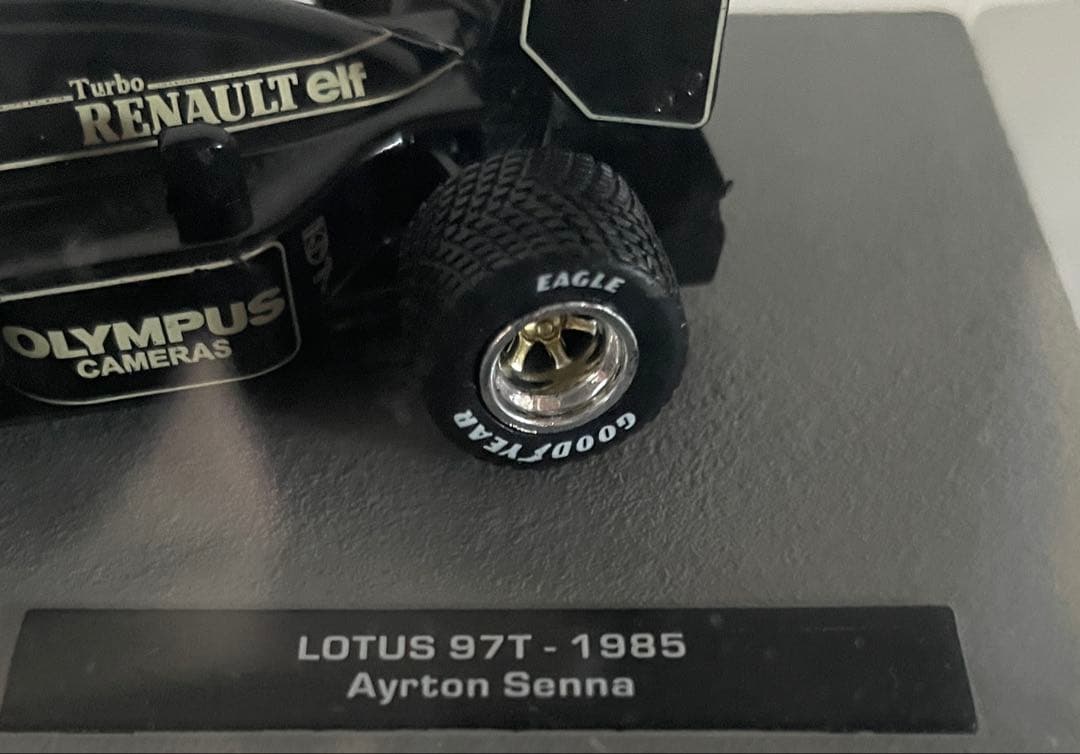 Turbo
RENAULT elf
OLYMPUS
CAMERAS
EAGLE
GOODYEAR
LOTUS 97T - 1985
Ayrton Senna